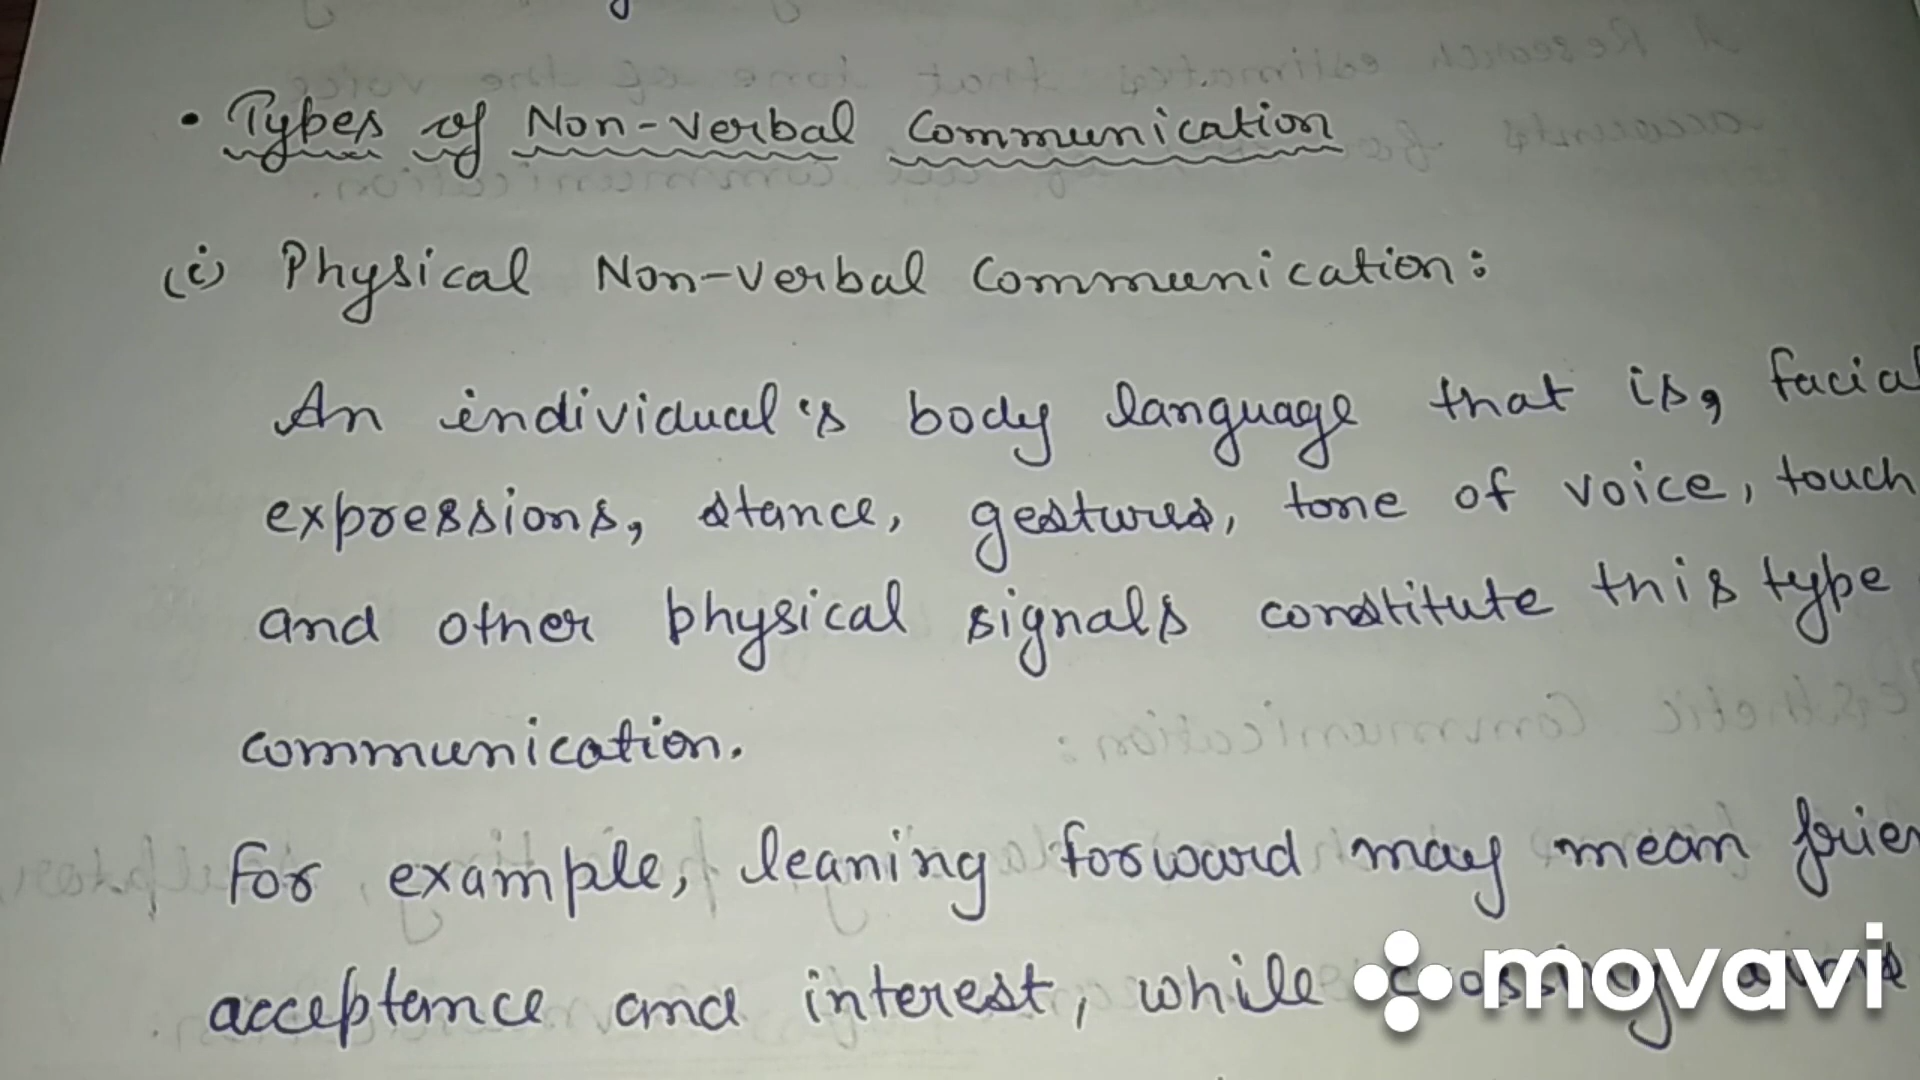 • Types of Non-verbal Communication
(i) Physical Non-verbal Communication:
An individual's body language that is, facial
expressions, stance, gestures, tone of voice, touch
and other physical signals constitute this type
communication.
For example, leaning forward may mean
acceptance and interest, while crossing arms
movavi